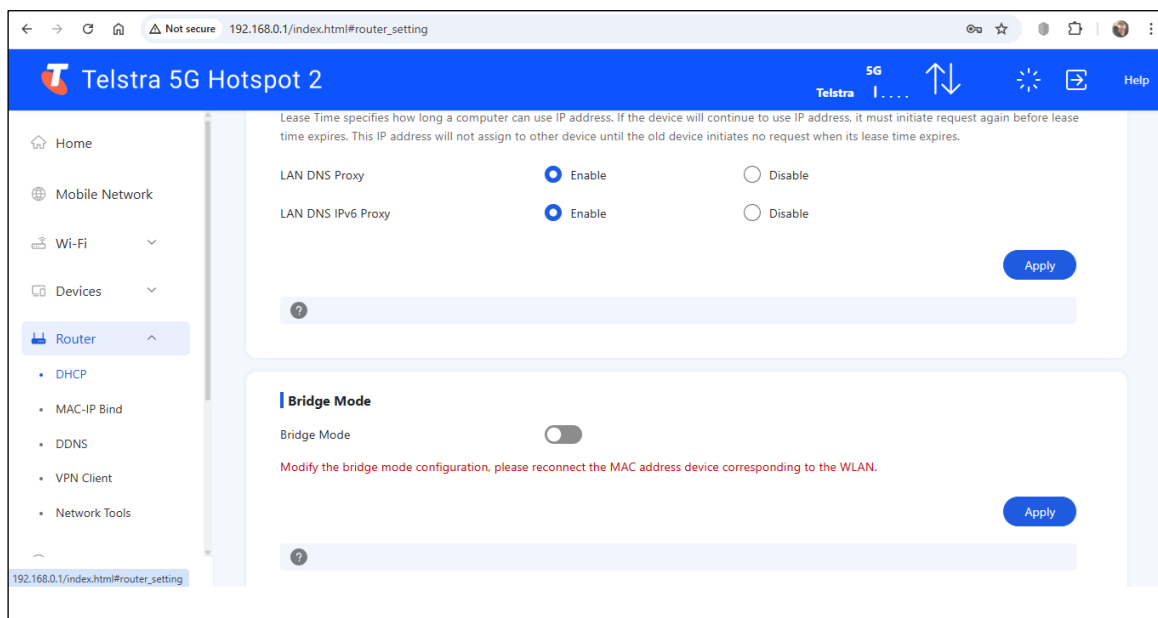 Not secure 192.168.0.1/index.html#router_setting
T Telstra 5G Hotspot 2
5G
Telstra
Help
Home
Mobile Network
Wi-Fi
Devices
Router
DHCP
MAC-IP Bind
DDNS
VPN Client
Network Tools
192.168.0.1/index.html#router_setting
Lease Time specifies how long a computer can use IP address. If the device will continue to use IP address, it must initiate request again before lease
time expires. This IP address will not assign to other device until the old device initiates no request when its lease time expires.
LAN DNS Proxy Enable Disable
LAN DNS IPv6 Proxy Enable Disable
Apply
?
Bridge Mode
Bridge Mode
Modify the bridge mode configuration, please reconnect the MAC address device corresponding to the WLAN.
Apply
?